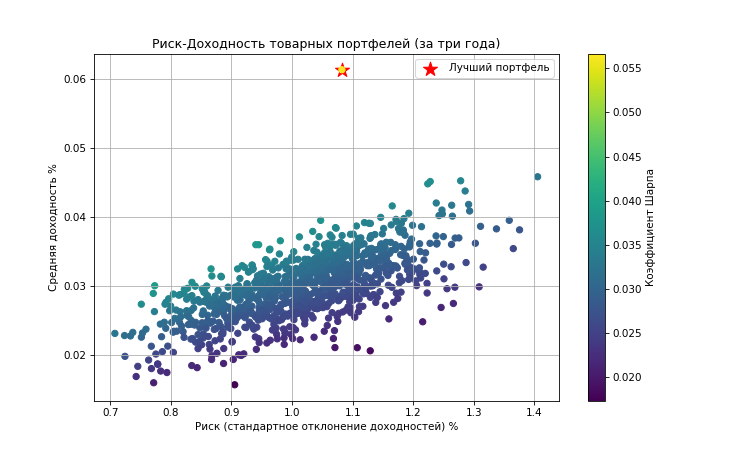 Риск-Доходность товарных портфелей (за три года)
Лучший портфель
Средняя доходность %
0.06
0.05
0.04
0.03
0.02
0.7 0.8 0.9 1.0 1.1 1.2 1.3 1.4
Риск (стандартное отклонение доходностей) %
0.055
0.050
0.045
0.040
0.035
0.030
0.025
0.020
Коэффициент Шарпа